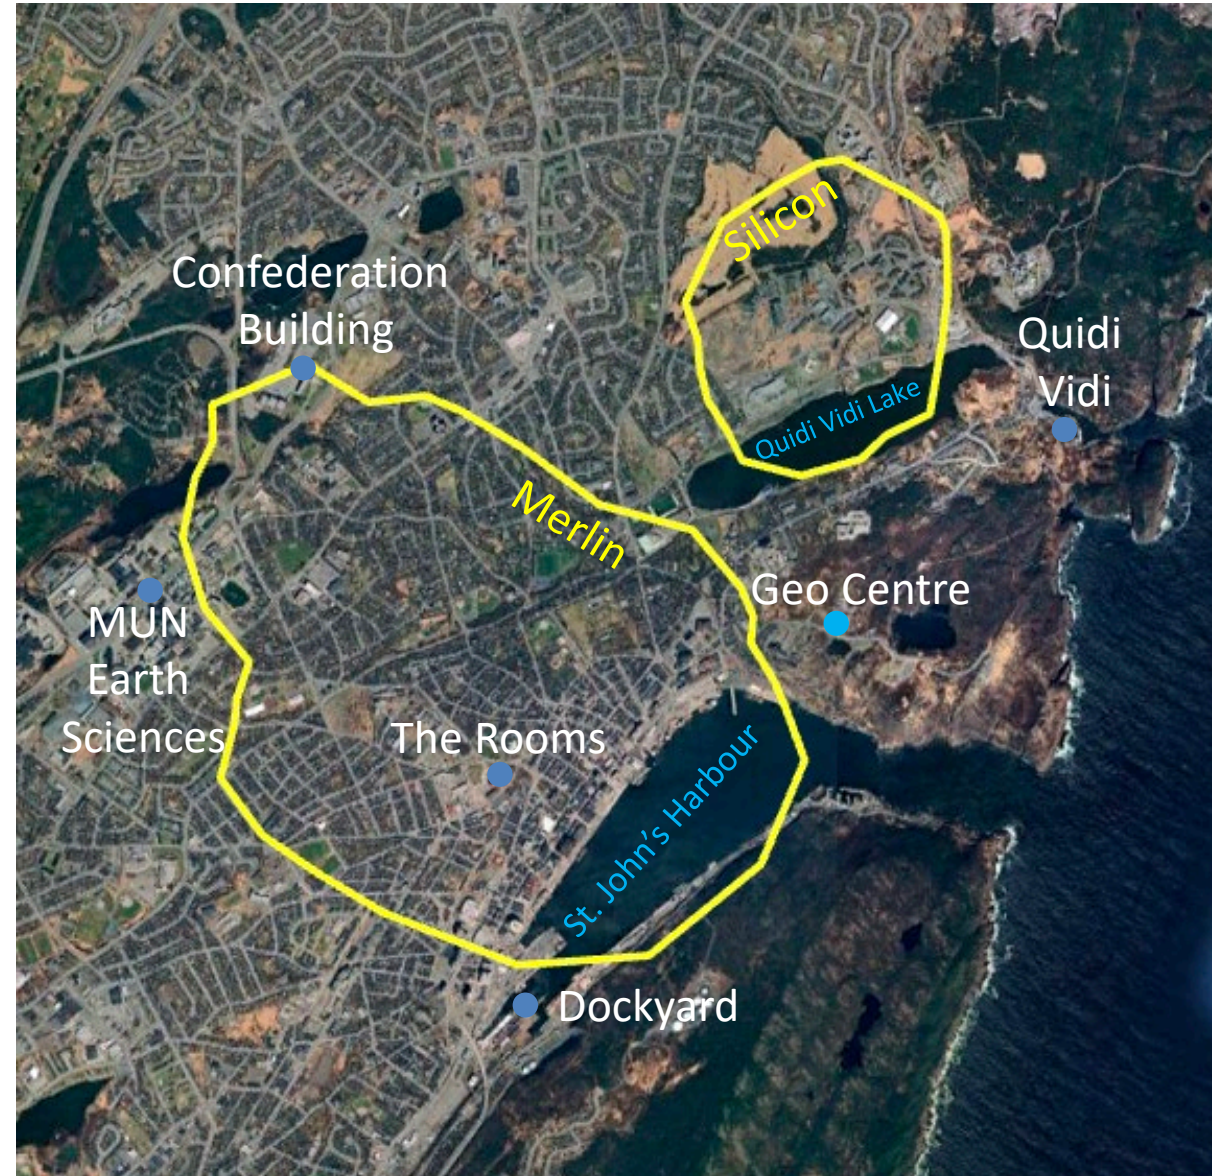 Silicon
Confederation
Building
Quidi
Vidi
Quidi Vidi Lake
Merlin
Geo Centre
MUN
Earth
Sciences
The Rooms
St. John's Harbour
Dockyard